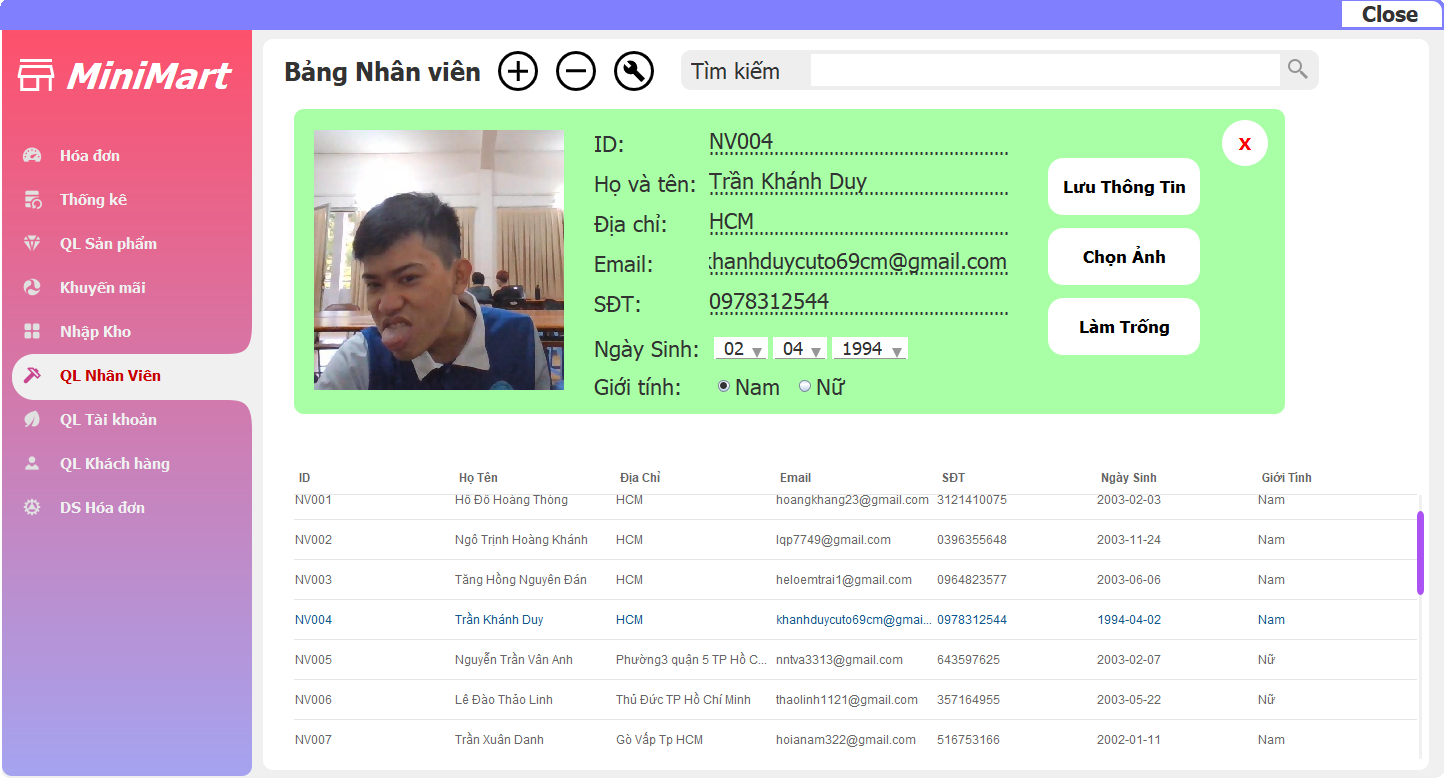 Close
MiniMart
Hóa đơn
Thống kê
QL Sản phẩm
Khuyến mãi
Nhập Kho
QL Nhân Viên
QL Tài khoản
QL Khách hàng
DS Hóa đơn
Bảng Nhân viên
Tìm kiếm
ID: NV004
Họ và tên: Trần Khánh Duy
Địa chỉ: HCM
Email: khanhduycuto69cm@gmail.com
SĐT: 0978312544
Ngày Sinh: 02 04 1994
Giới tính: Nam Nữ
X
Lưu Thông Tin
Chọn Ảnh
Làm Trống
ID Họ Tên Địa Chỉ Email SĐT Ngày Sinh Giới Tính
NV001 Hồ Đỗ Hoàng Thông HCM hoangkhang23@gmail.com 3121410075 2003-02-03 Nam
NV002 Ngô Trịnh Hoàng Khánh HCM lqp7749@gmail.com 0396355648 2003-11-24 Nam
NV003 Tăng Hồng Nguyên Đán HCM heloemtrai1@gmail.com 0964823577 2003-06-06 Nam
NV004 Trần Khánh Duy HCM khanhduycuto69cm@gmai... 0978312544 1994-04-02 Nam
NV005 Nguyễn Trần Vân Anh Phường3 quận 5 TP Hồ C... nntva3313@gmail.com 643597625 2003-02-07 Nữ
NV006 Lê Đào Thảo Linh Thủ Đức TP Hồ Chí Minh thaolinh1121@gmail.com 357164955 2003-05-22 Nữ
NV007 Trần Xuân Danh Gò Vấp Tp HCM hoianam322@gmail.com 516753166 2002-01-11 Nam